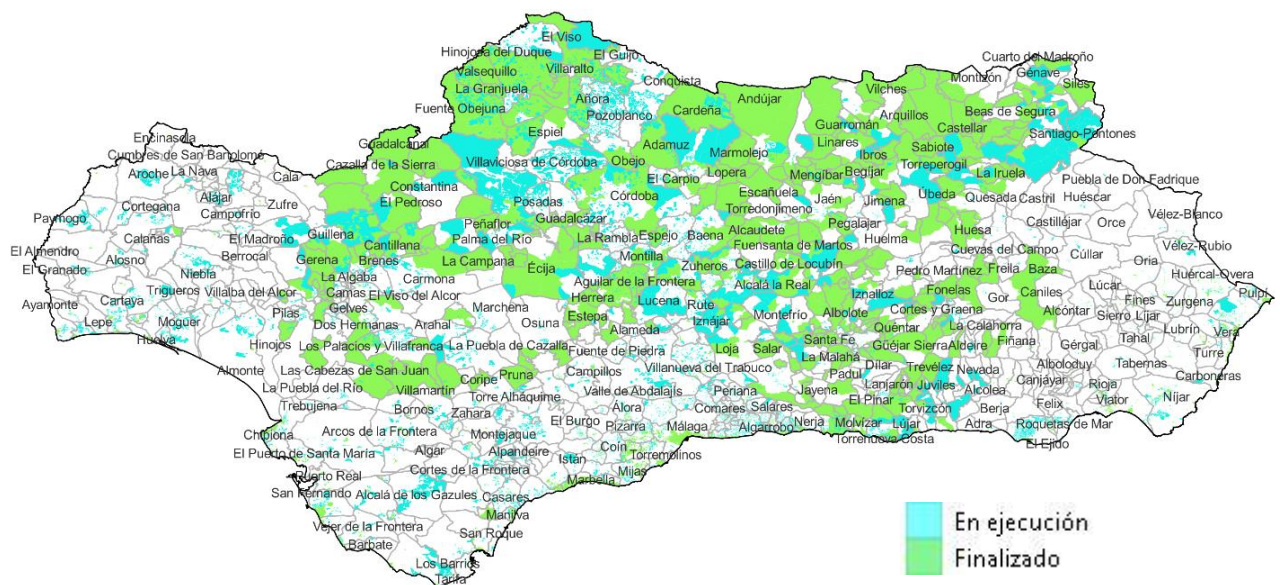 El Viso
El Guijo
Hinojosa del Duque
Cuarto del Madroño
Valsequillo
Villaralto
Conquista
Montizón
Génave
Siles
La Granjuela
Añora
Cardeña
Andújar
Vilches
Fuente Obejuna
Pozoblanco
Guarromán
Arquillos
Beas de Segura
Encinasola
Espiel
Adamuz
Linares
Castellar
Santiago-Pontones
Guadalcanal
Cumbres de San Bartolomé
Cazalla de la Sierra
Villaviciosa de Córdoba
Obejo
Marmolejo
Ibros
Sabiote
Aroche
La Nava
Cala
Constantina
El Carpio
Lopera
Mengíbar
Begíjar
Torreperogil
La Iruela
Puebla de Don Fadrique
Cortegana
Alájar
Zufre
El Pedroso
Posadas
Córdoba
Escañuela
Jaén
Jimena
Úbeda
Quesada
Castril
Huéscar
Paymogo
Campofrío
Peñaflor
Guadalcázar
Torredonjimeno
Pegalajar
Vélez-Blanco
Calañas
El Madroño
Guillena
Cantillana
Palma del Río
La Rambla
Espejo
Baena
Alcaudete
Huelma
Huesa
Castillejar
Orce
El Almendro
Alosno
Berrocal
Gerena
Brenes
La Campana
Montilla
Fuensanta de Martos
Cuevas del Campo
Cúllar
Vélez-Rubio
El Granado
Niebla
La Algaba
Carmona
Écija
Zuheros
Castillo de Locubín
Pedro Martínez
Freila
Baza
Oria
Huércal-Overa
Ayamonte
Cartaya
Trigueros
Villalba del Alcor
Camas
El Viso del Alcor
Aguilar de la Frontera
Alcalá la Real
Iznalloz
Fonelas
Gor
Caniles
Lúcar
Pulpí
Lepe
Moguer
Pilas
Gelves
Marchena
Herrera
Lucena
Rute
Montefrío
Albolote
Cortes y Graena
Alcóntar
Fines
Zurgena
Huelva
Hinojos
Dos Hermanas
Arahal
Osuna
Estepa
Alameda
Iznájar
Santa Fe
Quéntar
La Calahorra
Fiñana
Sierro
Líjar
Lubrín
Vera
Almonte
Los Palacios y Villafranca
La Puebla de Cazalla
Fuente de Piedra
Loja
Salar
La Malahá
Güéjar Sierra
Aldeire
Gérgal
Tahal
Turre
Las Cabezas de San Juan
Coripe
Pruna
Campillos
Villanueva del Trabuco
Padul
Dílar
Trevélez
Nevada
Alboloduy
Tabernas
Carboneras
La Puebla del Río
Villamartín
Torre Alháquime
Valle de Abdalajís
Periana
Jayena
Lanjarón
Juviles
Alcolea
Canjáyar
Rioja
Trebujena
Bornos
Zahara
El Burgo
Álora
Comares
Salares
El Pinar
Torvizcón
Berja
Felix
Viator
Níjar
Chipiona
Arcos de la Frontera
Montejaque
Pizarra
Málaga
Algarrobo
Nerja
Molvízar
Lújar
Adra
Roquetas de Mar
El Puerto de Santa María
Algar
Alpandeire
Coín
Torremolinos
Torrenueva Costa
El Ejido
Puerto Real
Cortes de la Frontera
Istán
Mijas
San Fernando
Alcalá de los Gazules
Casares
Marbella
Vejer de la Frontera
Manilva
Barbate
San Roque
Los Barrios
Tarifa
En ejecución
Finalizado